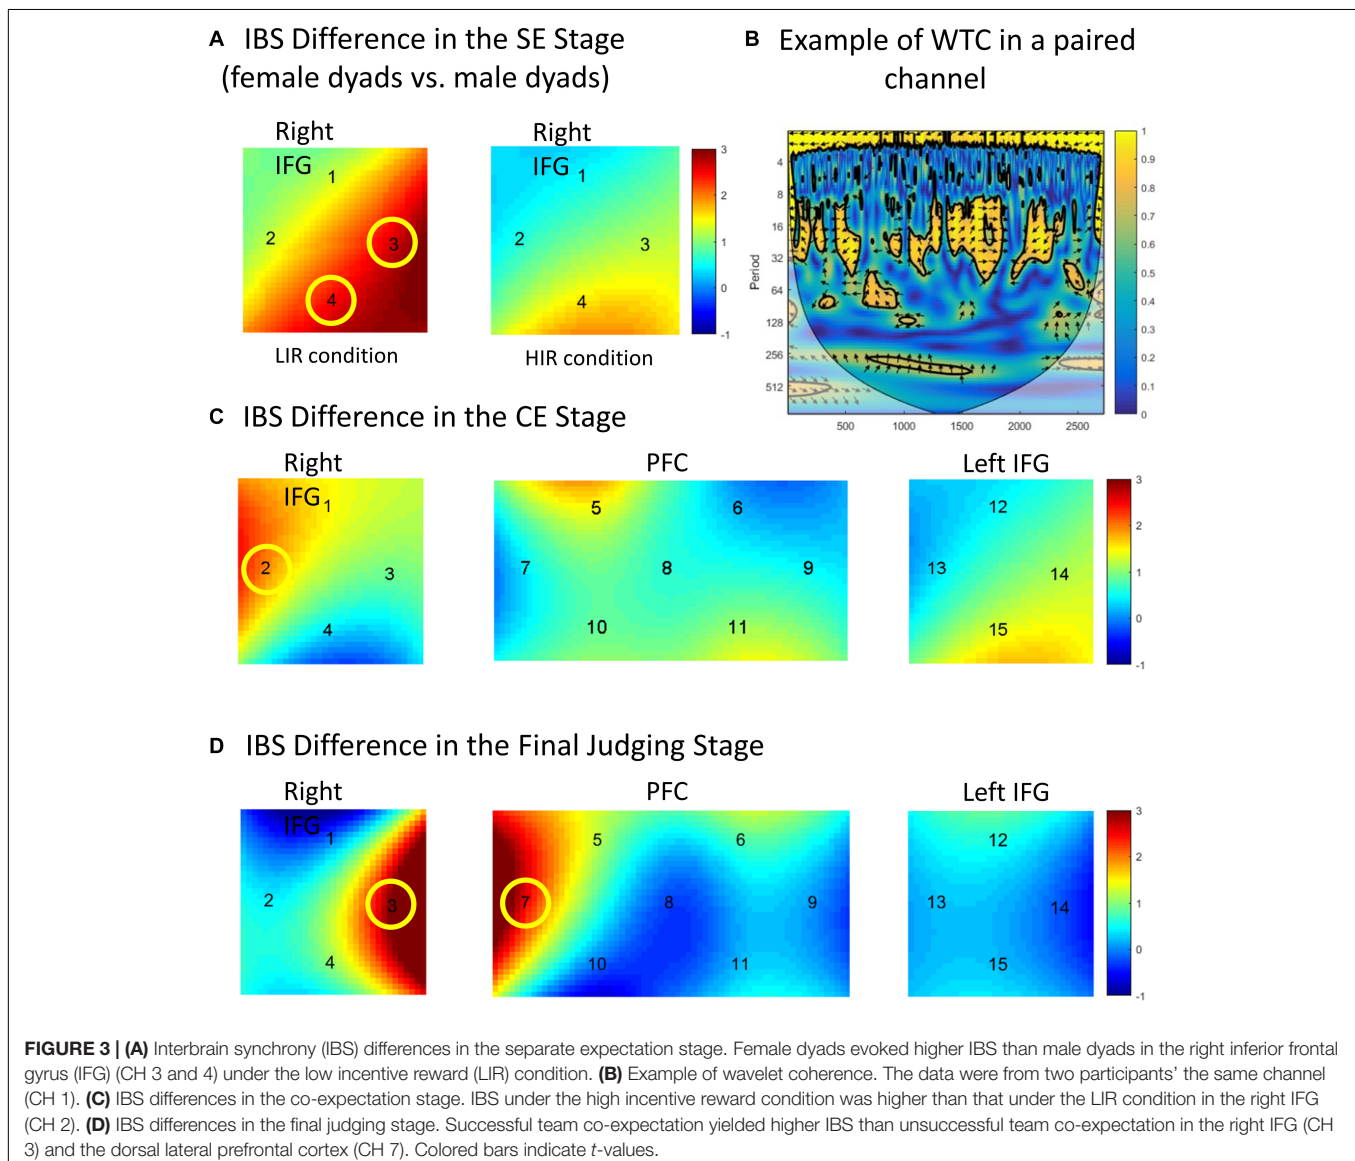 A IBS Difference in the SE Stage
(female dyads vs. male dyads)
Right
IFG
1
2
3
4
LIR condition
Right
IFG
1
2
3
4
HIR condition
3
2
1
0
-1
B Example of WTC in a paired
channel
Period
4
8
16
32
64
128
256
512
500 1000 1500 2000 2500
1
0.9
0.8
0.7
0.6
0.5
0.4
0.3
0.2
0.1
0
C IBS Difference in the CE Stage
Right
IFG
1
2
3
4
PFC
5 6
7 8 9
10 11
Left IFG
12
13 14
15
3
2
1
0
-1
D IBS Difference in the Final Judging Stage
Right
IFG
1
2
3
4
PFC
5 6
7 8 9
10 11
Left IFG
12
13 14
15
3
2
1
0
-1
FIGURE 3 | (A) Interbrain synchrony (IBS) differences in the separate expectation stage. Female dyads evoked higher IBS than male dyads in the right inferior frontal
gyrus (IFG) (CH 3 and 4) under the low incentive reward (LIR) condition. (B) Example of wavelet coherence. The data were from two participants' the same channel
(CH 1). (C) IBS differences in the co-expectation stage. IBS under the high incentive reward condition was higher than that under the LIR condition in the right IFG
(CH 2). (D) IBS differences in the final judging stage. Successful team co-expectation yielded higher IBS than unsuccessful team co-expectation in the right IFG (CH
3) and the dorsal lateral prefrontal cortex (CH 7). Colored bars indicate t-values.